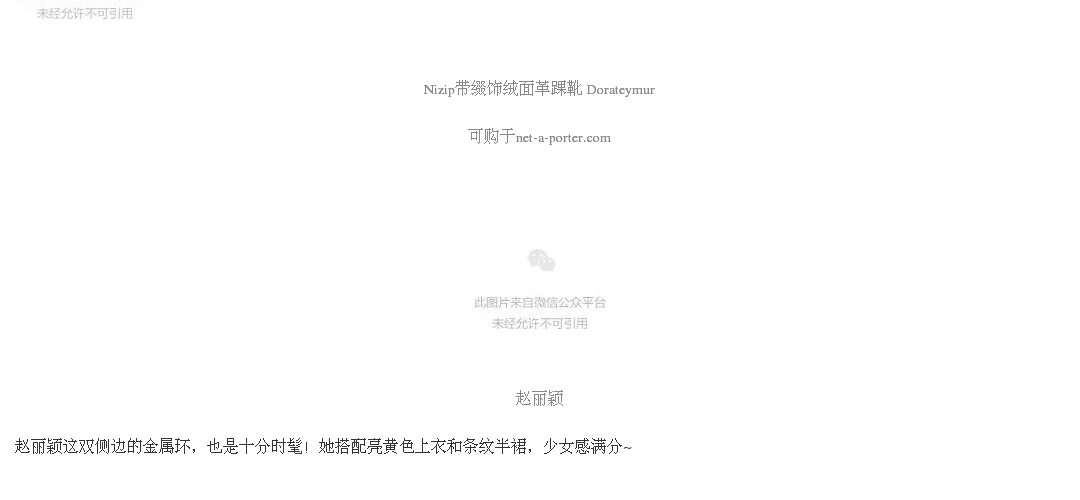 未经允许不可引用
Nizip带缀饰绒面革踝靴 Dorateymur
可购于net-a-porter.com
此图片来自微信公众平台
未经允许不可引用
赵丽颖
赵丽颖这双侧边的金属环，也是十分时髦！她搭配亮黄色上衣和条纹半裙，少女感满分~